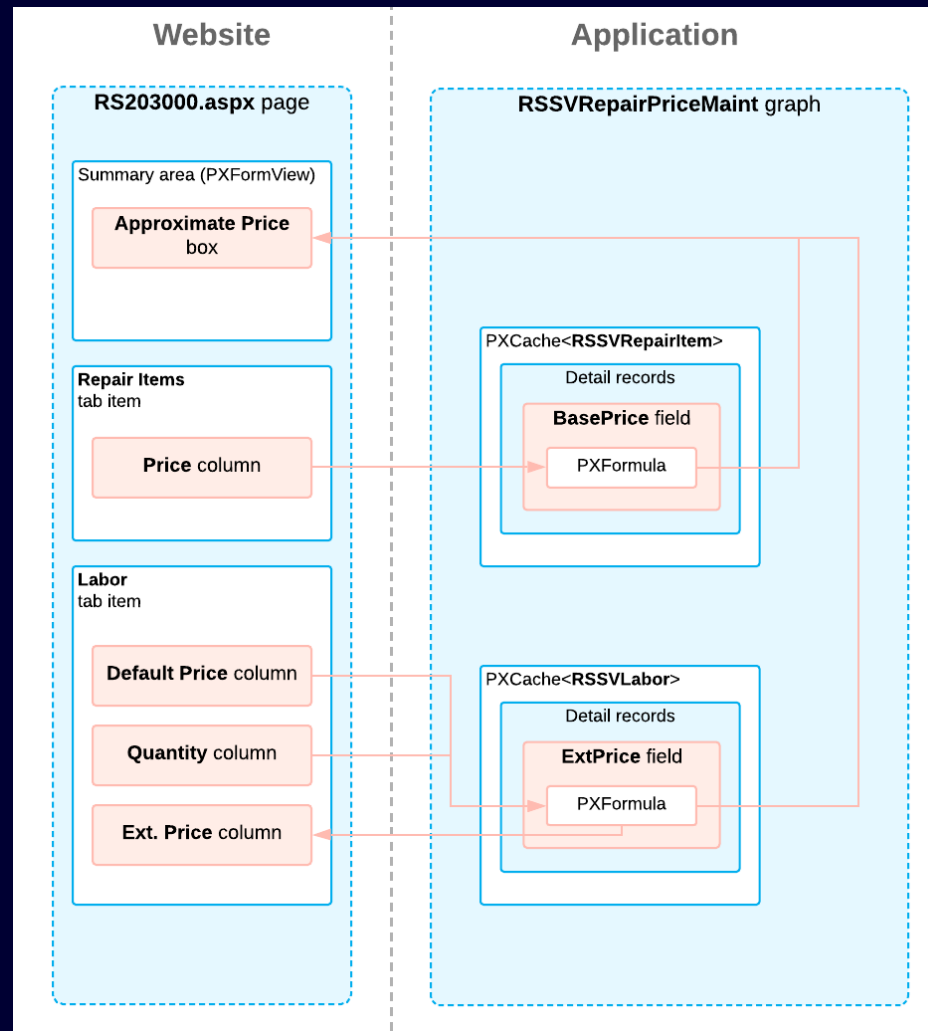 Website
Application
RS203000.aspx page
Summary area (PXFormView)
Approximate Price
box
Repair Items
tab item
Price column
Labor
tab item
Default Price column
Quantity column
Ext. Price column
RSSVRepairPriceMaint graph
PXCache<RSSVRepairItem>
Detail records
BasePrice field
PXFormula
PXCache<RSSVLabor>
Detail records
ExtPrice field
PXFormula